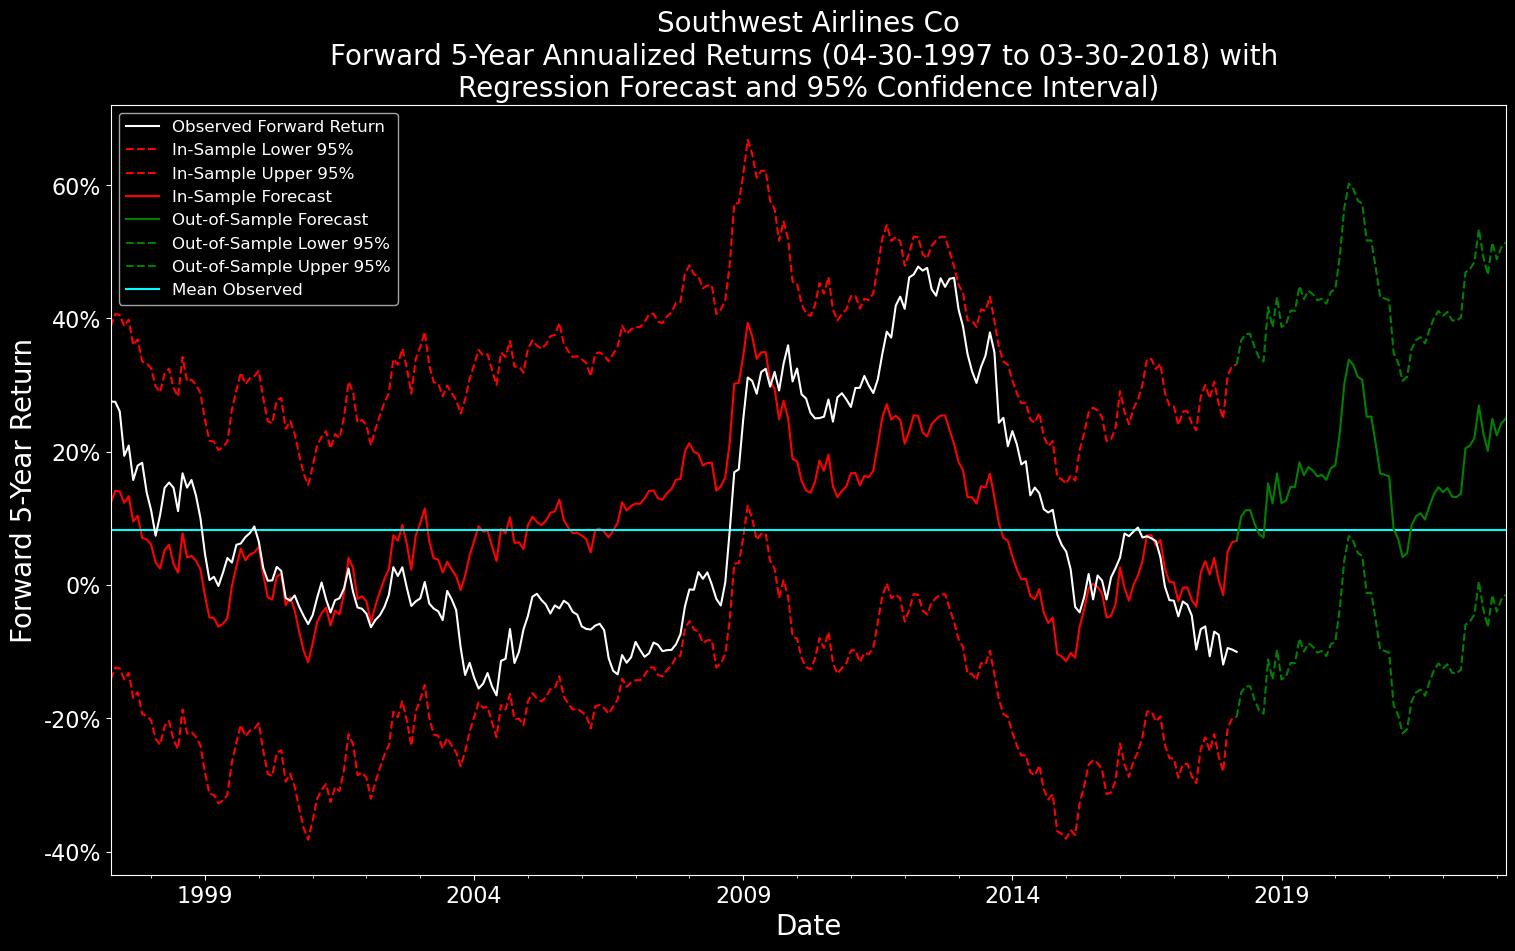 Southwest Airlines Co
Forward 5-Year Annualized Returns (04-30-1997 to 03-30-2018) with
Regression Forecast and 95% Confidence Interval)
Observed Forward Return
In-Sample Lower 95%
In-Sample Upper 95%
In-Sample Forecast
Out-of-Sample Forecast
Out-of-Sample Lower 95%
Out-of-Sample Upper 95%
Mean Observed
Forward 5-Year Return
60%
40%
20%
0%
-20%
-40%
1999 2004 2009 2014 2019
Date